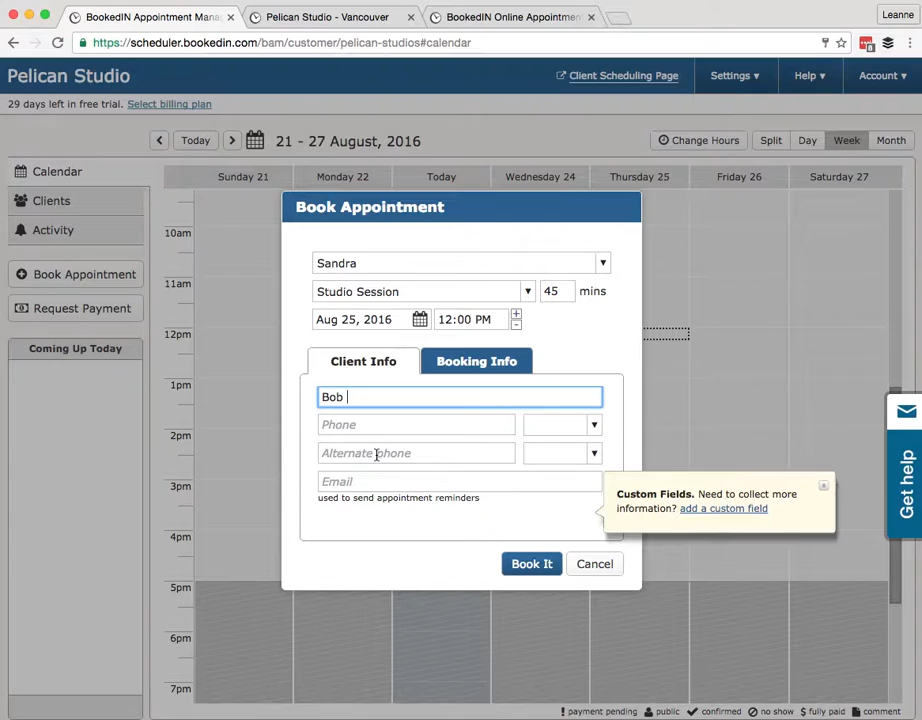 BookedIN Appointment Mana
Pelican Studio - Vancouver
BookedIN Online Appointmen
Leanne
https://scheduler.bookedin.com/bam/customer/pelican-studios#calendar
8
Pelican Studio
Client Scheduling Page
Settings
Help
Account
29 days left in free trial. Select billing plan
Today
21 - 27 August, 2016
Change Hours
Split
Day
Week
Month
Calendar
Clients
Activity
Book Appointment
Request Payment
Coming Up Today
Sunday 21
Monday 22
Today
Wednesday 24
Thursday 25
Friday 26
Saturday 27
10am
11am
12pm
1pm
2pm
3pm
4pm
5pm
6pm
7pm
Book Appointment
Sandra
Studio Session
45 mins
Aug 25, 2016
12:00 PM
Client Info
Booking Info
Bob
Phone
Alternate phone
Email
used to send appointment reminders
Custom Fields. Need to collect more
information? add a custom field
Book It
Cancel
Get help
payment pending
public
confirmed
no show
$ fully paid
comment